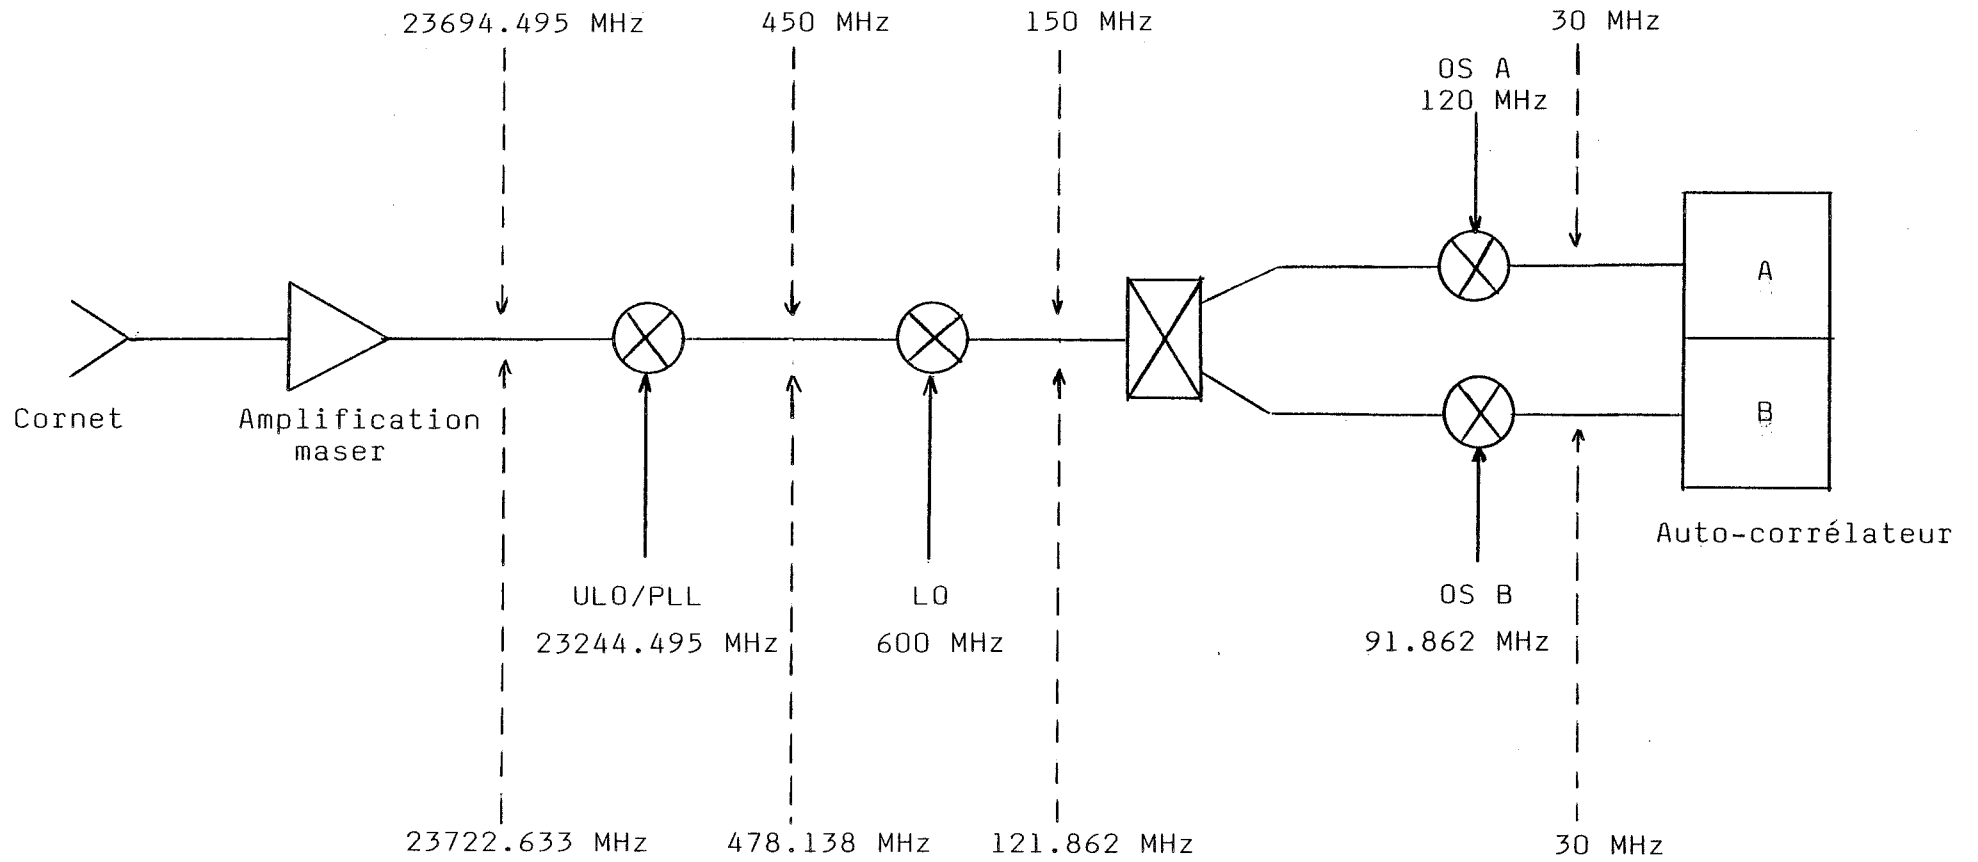 23694.495 MHz
450 MHz
150 MHz
30 MHz
OS A
120 MHz
A
B
Cornet
Amplification
maser
Auto-corrélateur
ULO/PLL
23244.495 MHz
LO
600 MHz
OS B
91.862 MHz
23722.633 MHz
478.138 MHz
121.862 MHz
30 MHz